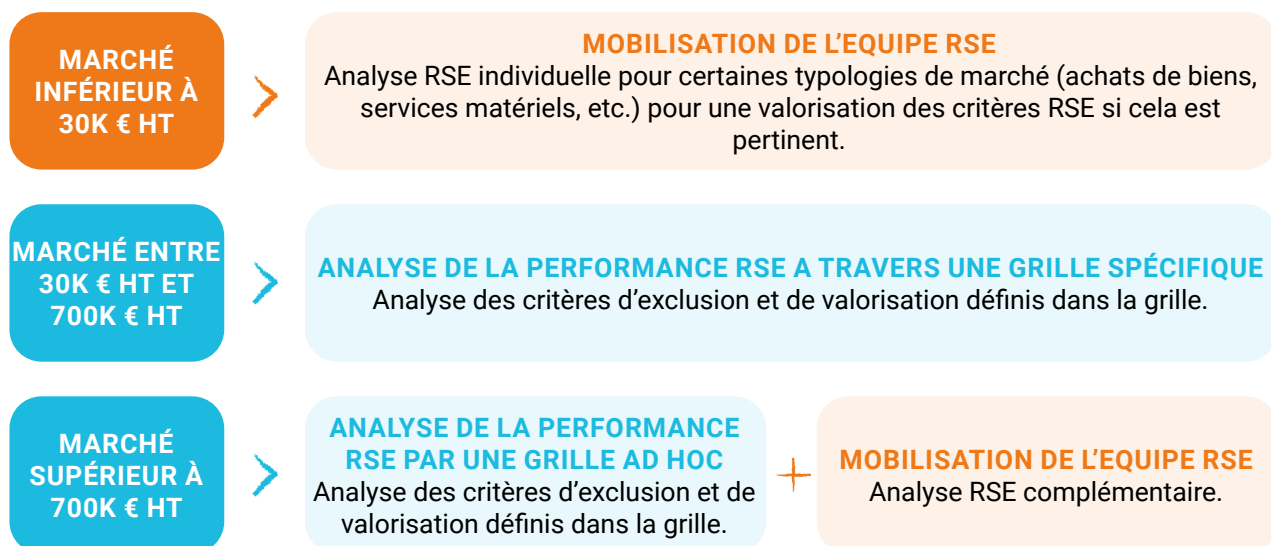 MARCHÉ
INFÉRIEUR À
30K € HT
MOBILISATION DE L'EQUIPE RSE
Analyse RSE individuelle pour certaines typologies de marché (achats de biens,
services matériels, etc.) pour une valorisation des critères RSE si cela est
pertinent.
MARCHÉ ENTRE
30K € HT ET
700K € HT
ANALYSE DE LA PERFORMANCE RSE A TRAVERS UNE GRILLE SPÉCIFIQUE
Analyse des critères d'exclusion et de valorisation définis dans la grille.
MARCHÉ
SUPÉRIEUR À
700K € HT
ANALYSE DE LA PERFORMANCE
RSE PAR UNE GRILLE AD HOC
Analyse des critères d'exclusion et de
valorisation définis dans la grille.
+
MOBILISATION DE L'EQUIPE RSE
Analyse RSE complémentaire.